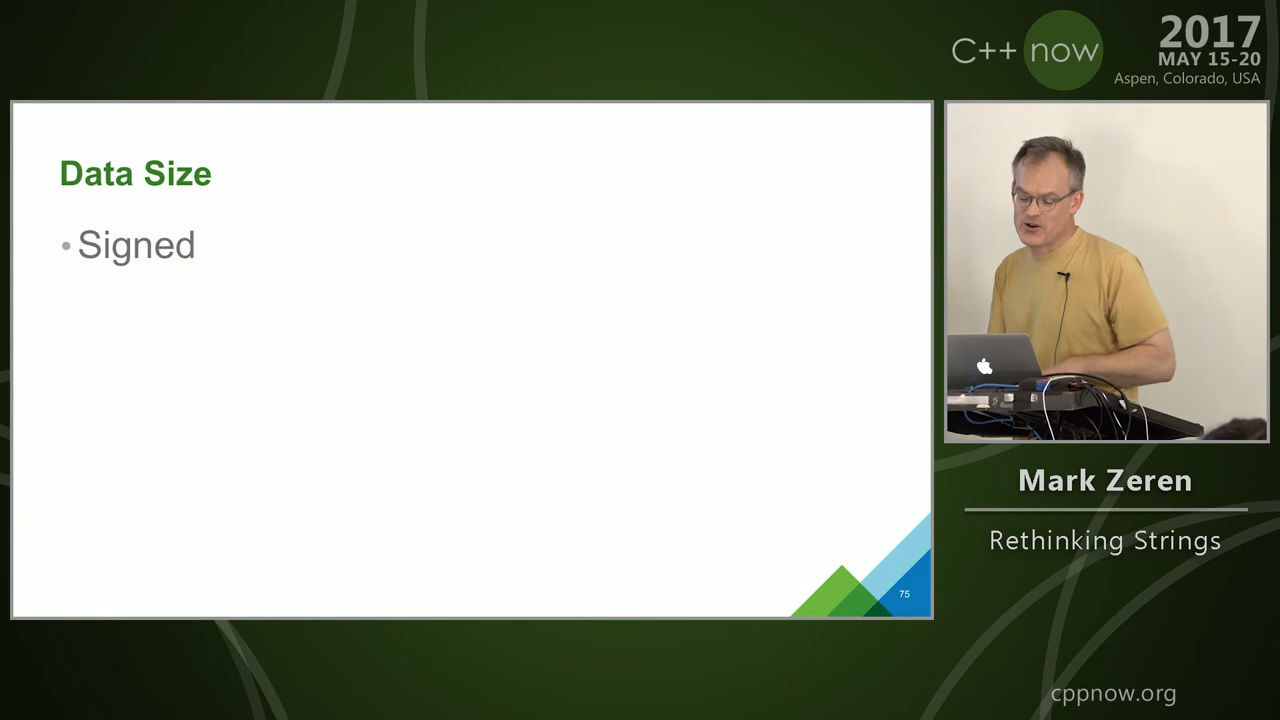 C++ now
2017
MAY 15-20
Aspen, Colorado, USA
Data Size
• Signed
75
Mark Zeren
Rethinking Strings
cppnow.org